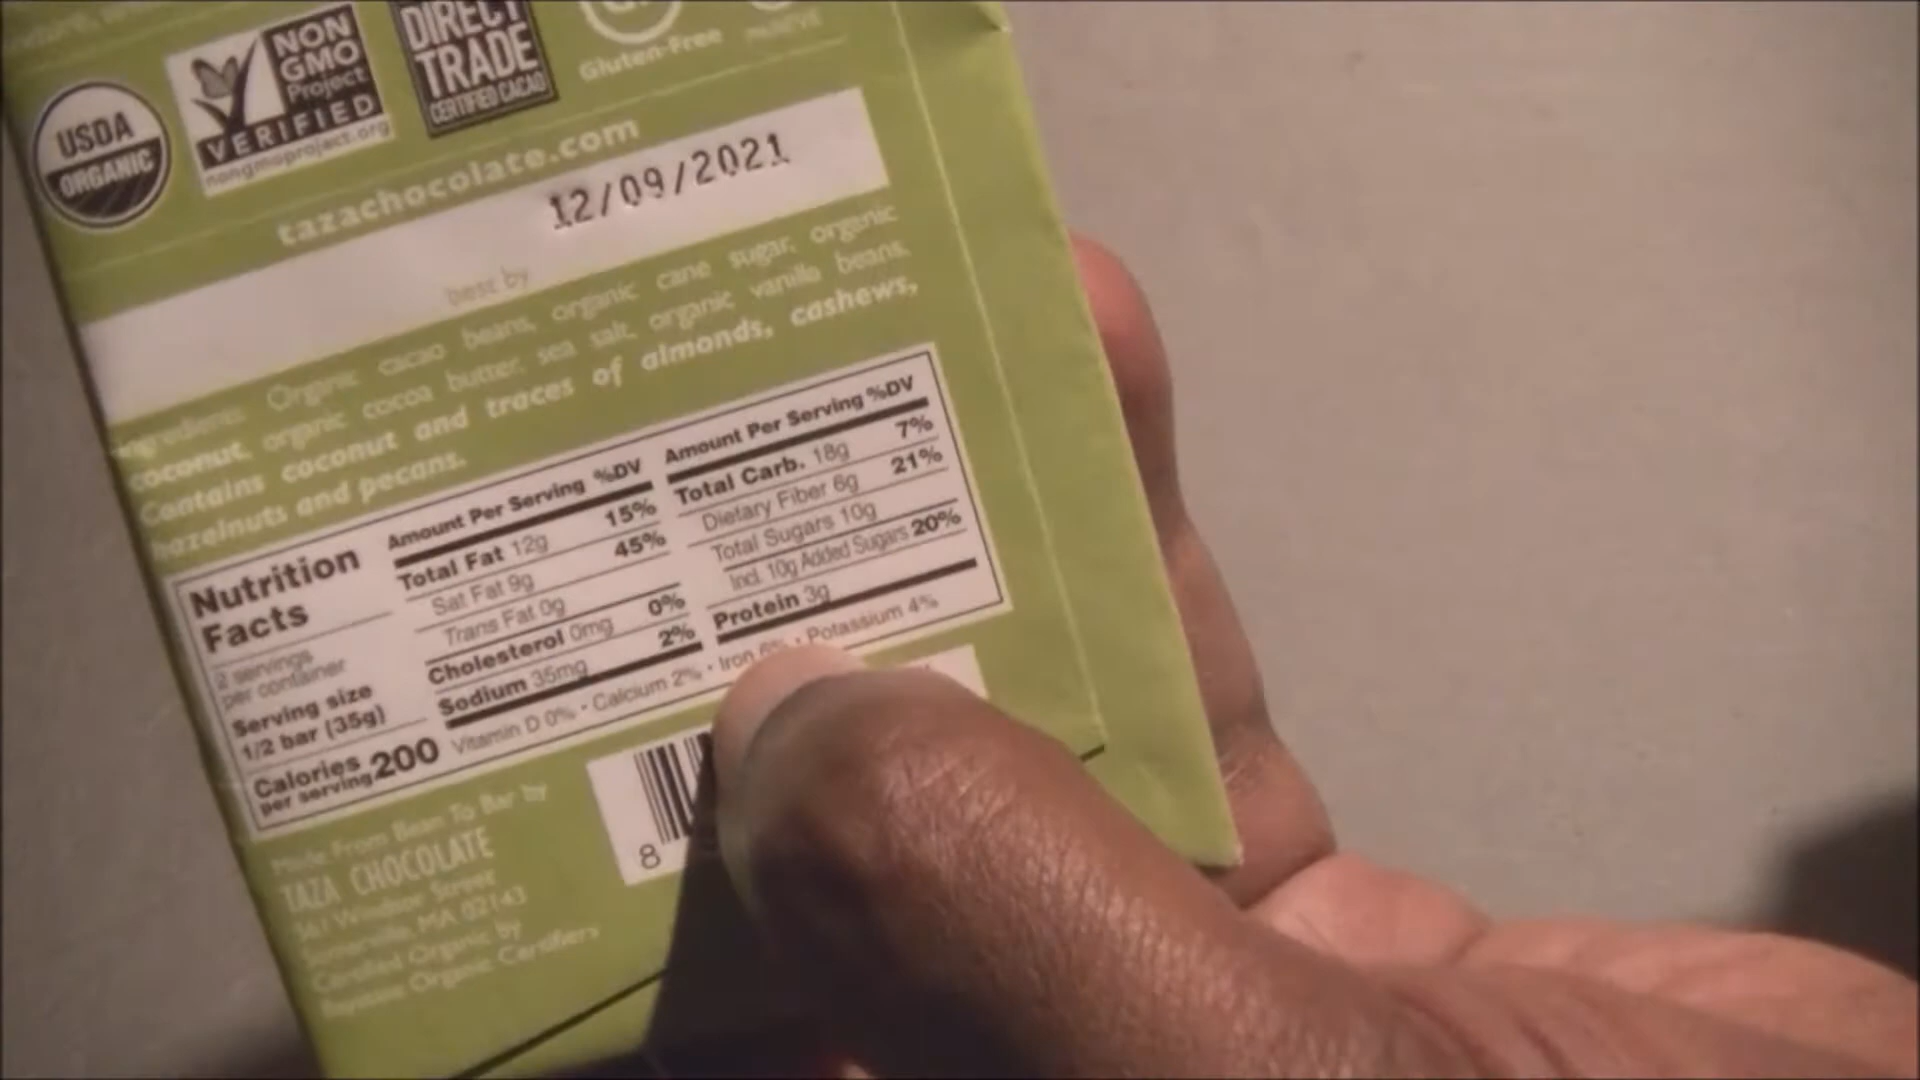 USDA
ORGANIC
NON
GMO
Project
VERIFIED
nongmoproject.org
DIRECT
TRADE
CERTIFIED CACAO
Gluten-Free
tazachocolate.com
12/09/2021
best by
Ingredients: Organic cacao beans, organic cane sugar, organic
coconut, organic cocoa butter, sea salt, organic vanilla beans.
Contains coconut and traces of almonds, cashews,
hazelnuts and pecans.
Nutrition
Facts
2 servings
per container
Serving size
1/2 bar (35g)
Calories
per serving 200
Amount Per Serving %DV
Total Fat 12g 15%
Sat Fat 9g 45%
Trans Fat 0g
Cholesterol 0mg 0%
Sodium 35mg 2%
Amount Per Serving %DV
Total Carb. 18g 7%
Dietary Fiber 6g 21%
Total Sugars 10g
Incl. 10g Added Sugars 20%
Protein 3g
Vitamin D 0% • Calcium 2% • Iron 6% • Potassium 4%
8
Made From Bean To Bar by
TAZA CHOCOLATE
561 Windsor Street
Somerville, MA 02143
Certified Organic by
Organic Certifiers